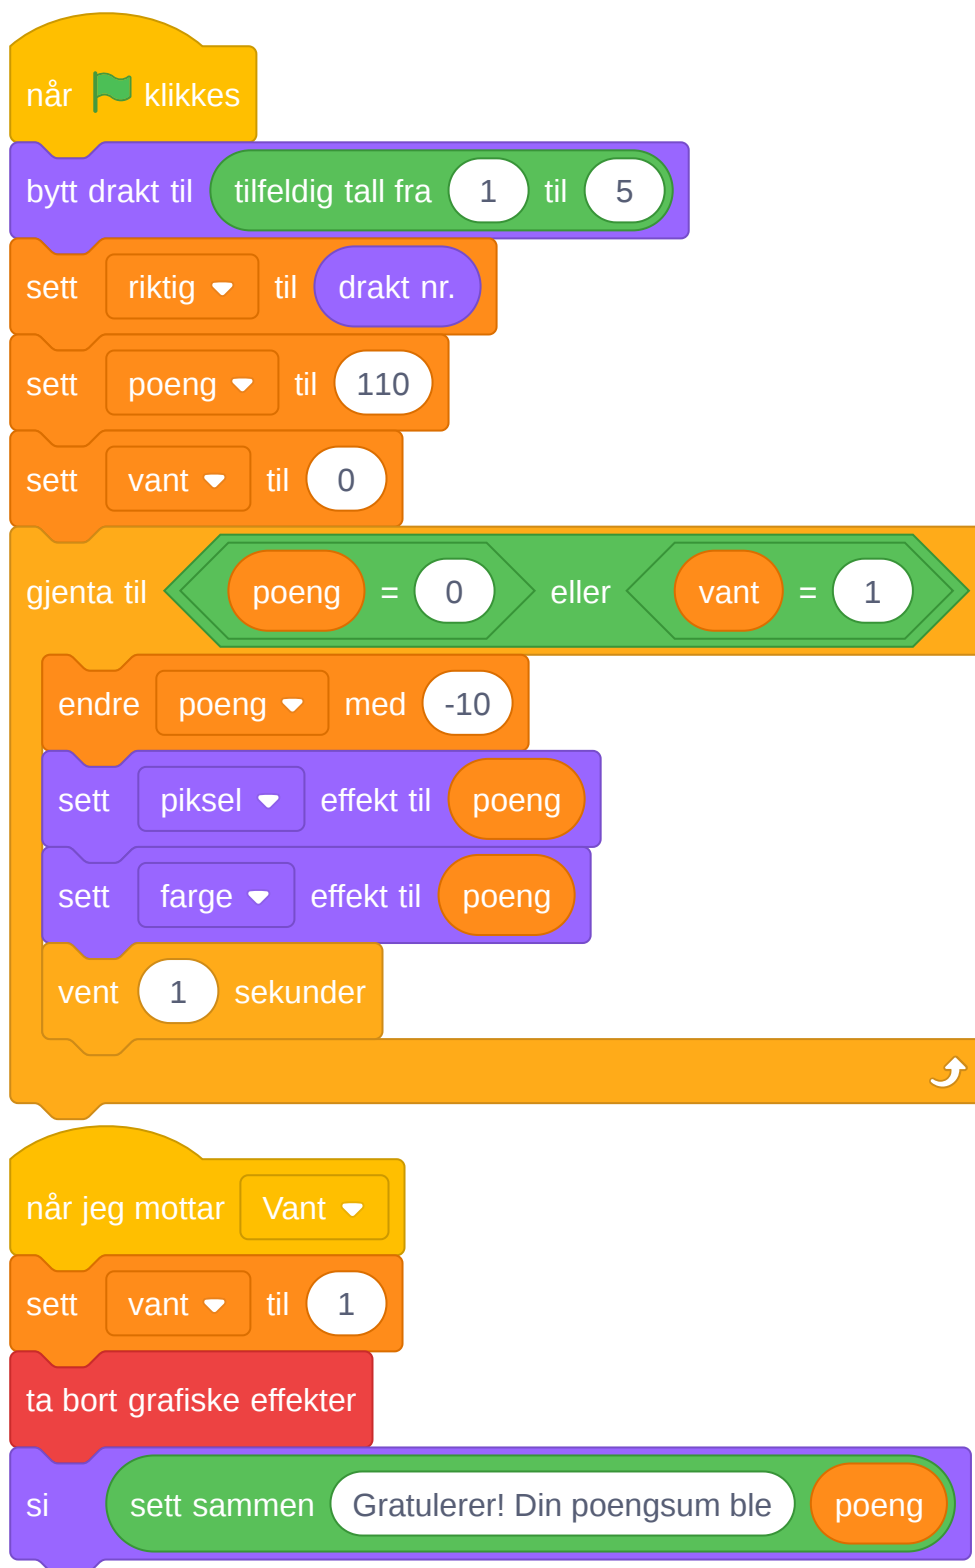 når klikkes
bytt drakt til tilfeldig tall fra 1 til 5
sett riktig til drakt nr.
sett poeng til 110
sett vant til 0
gjenta til poeng = 0 eller vant = 1
endre poeng med -10
sett piksel effekt til poeng
sett farge effekt til poeng
vent 1 sekunder
når jeg mottar Vant
sett vant til 1
ta bort grafiske effekter
si sett sammen Gratulerer! Din poengsum ble poeng